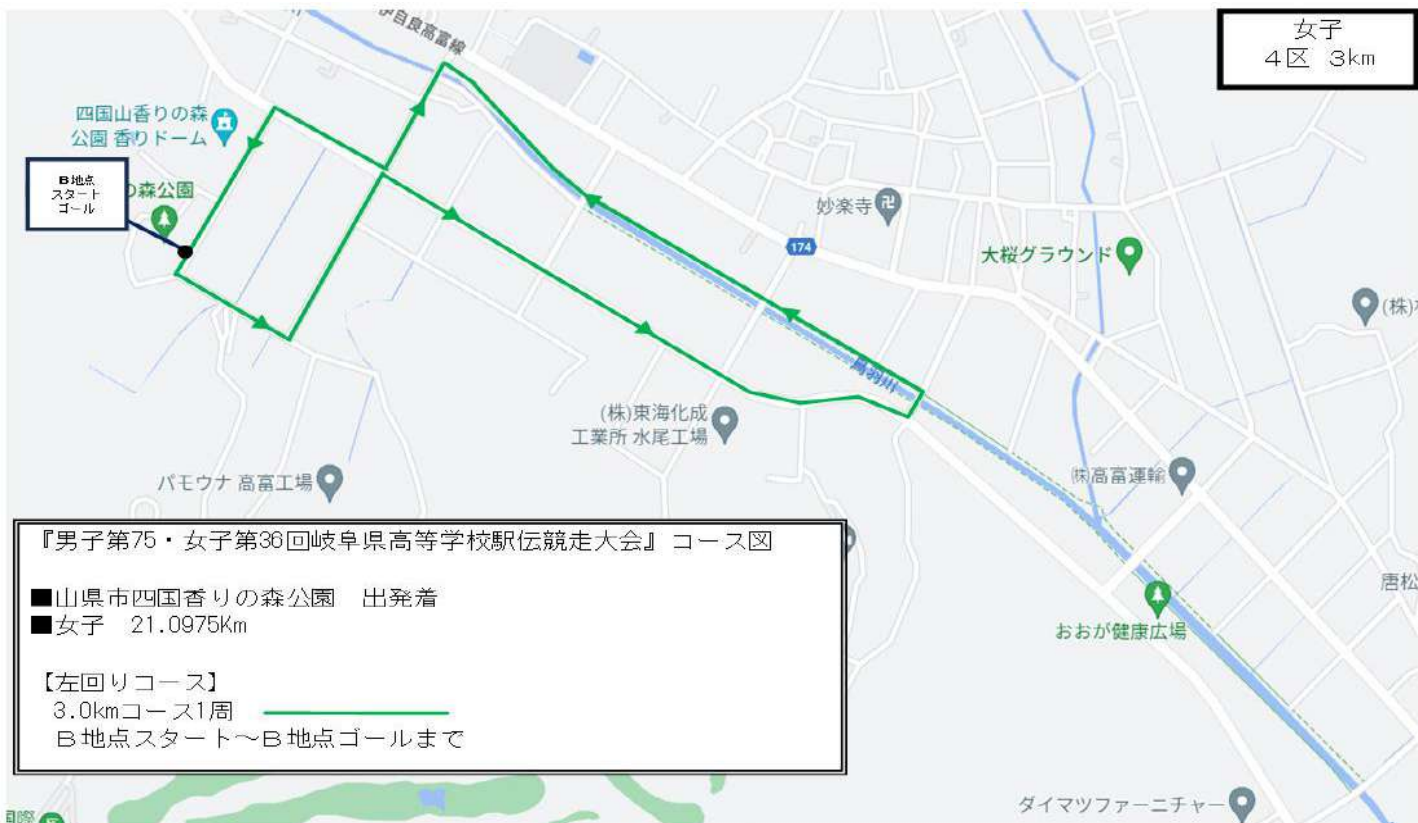 女子
4区 3km
伊自良高富線
四国山香りの森
公園 香りドーム
B地点
スタート
ゴール
の森公園
妙楽寺
174
大桜グラウンド
(株)
鳥羽川
(株)東海化成
工業所 水尾工場
パモウナ 高富工場
㈱高富運輸
唐松
おおが健康広場
『男子第75・女子第36回岐阜県高等学校駅伝競走大会』コース図
■山県市四国香りの森公園 出発着
■女子 21.0975Km
【左回りコース】
3.0kmコース1周
B地点スタート～B地点ゴールまで
ダイマツファーニチャー
国際